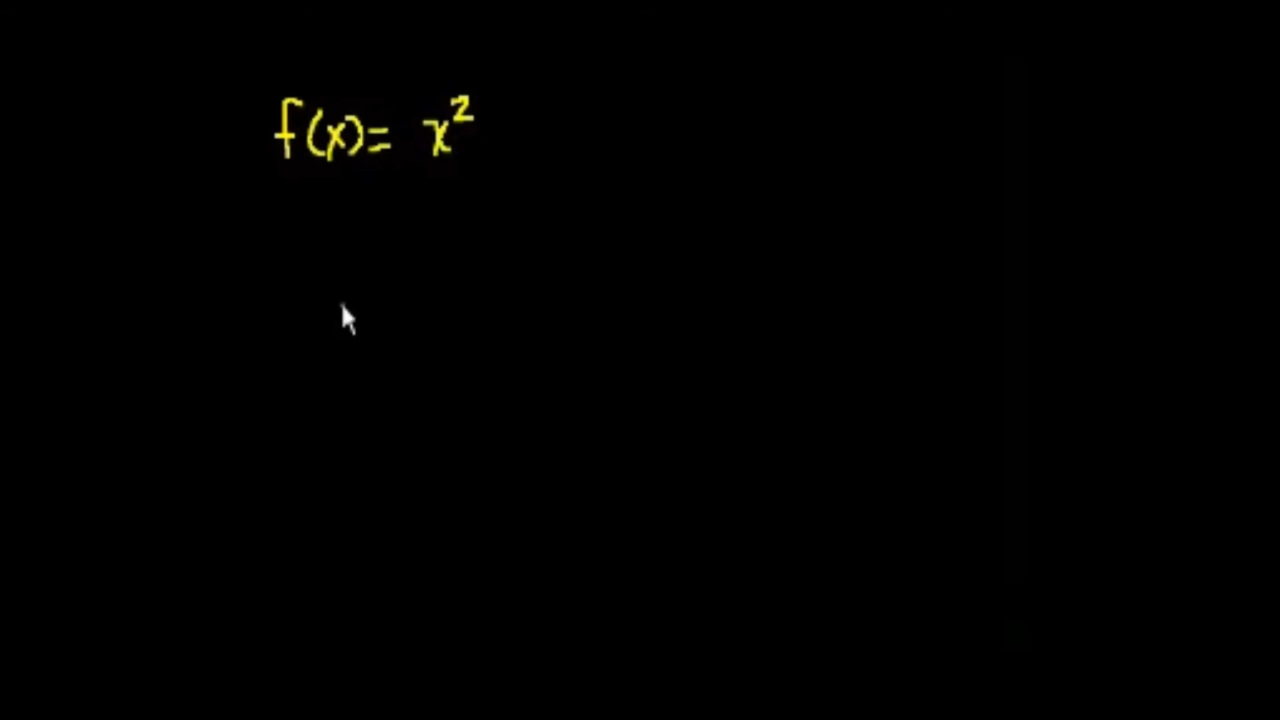 f(x)= x²